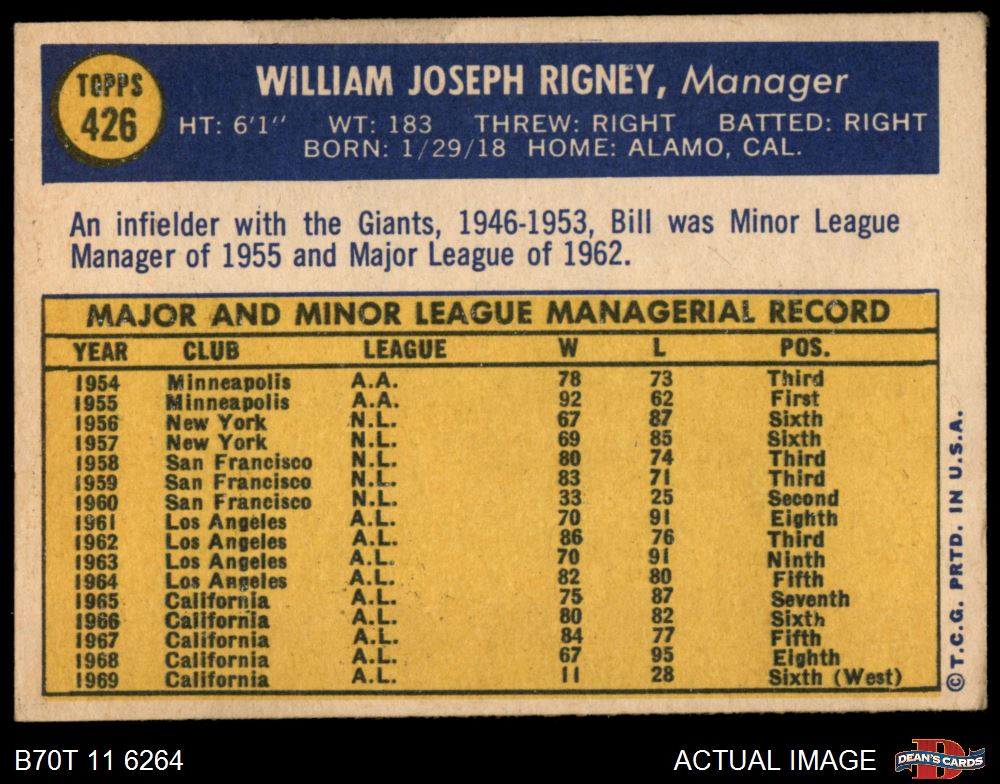 TOPPS
426
WILLIAM JOSEPH RIGNEY, Manager
HT: 6'1" WT: 183 THREW: RIGHT BATTED: RIGHT
BORN: 1/29/18 HOME: ALAMO, CAL.
An infielder with the Giants, 1946-1953, Bill was Minor League
Manager of 1955 and Major League of 1962.
MAJOR AND MINOR LEAGUE MANAGERIAL RECORD
YEAR CLUB LEAGUE W L POS.
1954 Minneapolis A.A. 78 73 Third
1955 Minneapolis A.A. 92 62 First
1956 New York N.L. 67 87 Sixth
1957 New York N.L. 69 85 Sixth
1958 San Francisco N.L. 80 74 Third
1959 San Francisco N.L. 83 71 Third
1960 San Francisco N.L. 33 25 Second
1961 Los Angeles A.L. 70 91 Eighth
1962 Los Angeles A.L. 86 76 Third
1963 Los Angeles A.L. 70 91 Ninth
1964 Los Angeles A.L. 82 80 Fifth
1965 California A.L. 75 87 Seventh
1966 California A.L. 80 82 Sixth
1967 California A.L. 84 77 Fifth
1968 California A.L. 67 95 Eighth
1969 California A.L. 11 28 Sixth (West)
©T.C.G. PRTD. IN U.S.A.
B70T 11 6264
ACTUAL IMAGE
D
DEAN'S CARDS